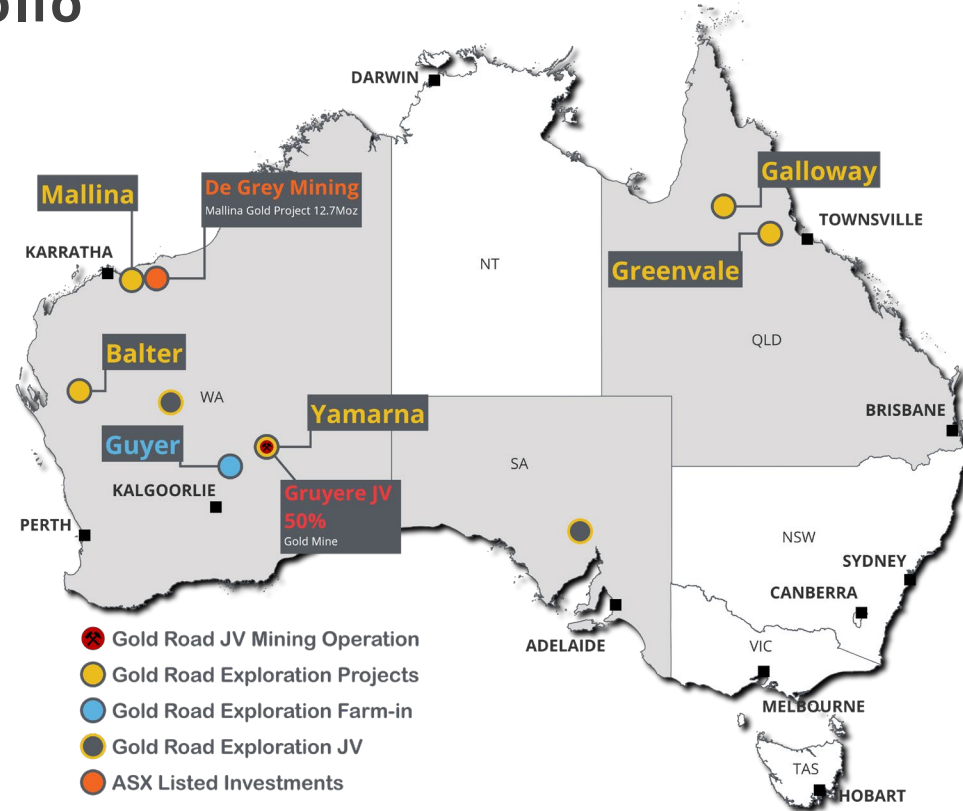 DARWIN
Mallina
De Grey Mining
Mallina Gold Project 12.7Moz
Galloway
KARRATHA
TOWNSVILLE
NT
Greenvale
Balter
QLD
WA
Yamarna
BRISBANE
Guyer
SA
KALGOORLIE
Gruyere JV
50%
Gold Mine
PERTH
NSW
SYDNEY
CANBERRA
ADELAIDE
VIC
MELBOURNE
TAS
HOBART
Gold Road JV Mining Operation
Gold Road Exploration Projects
Gold Road Exploration Farm-in
Gold Road Exploration JV
ASX Listed Investments